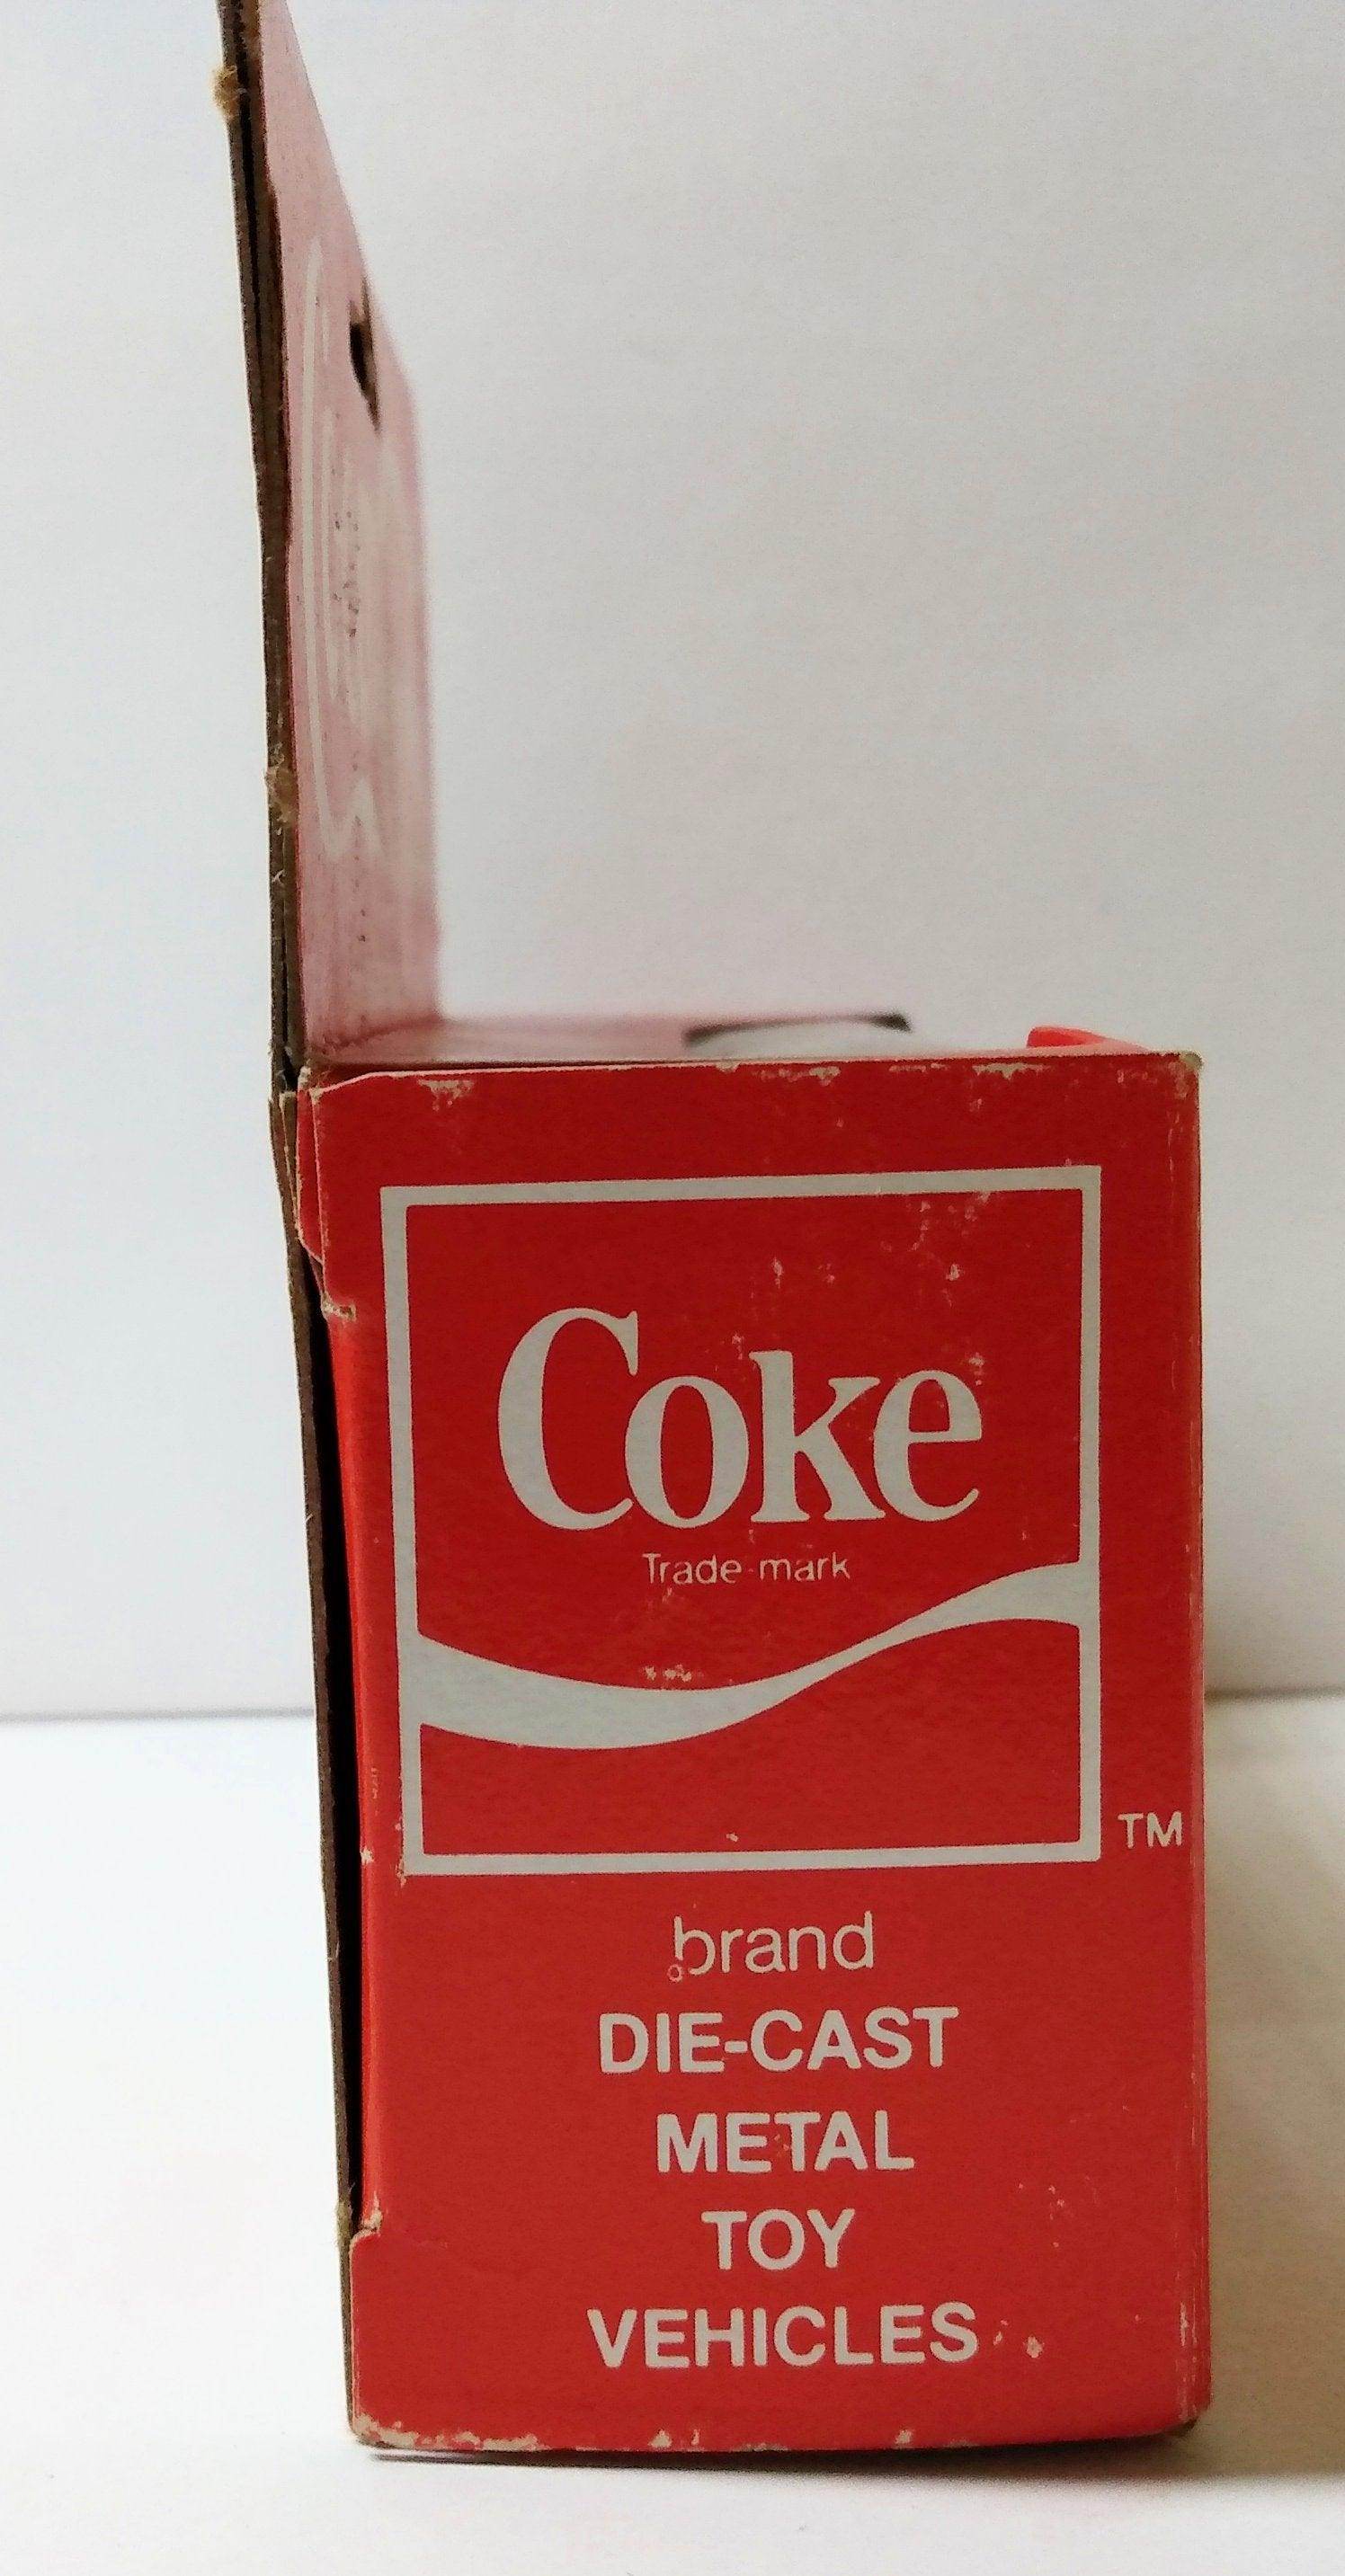 Coke
Trade-mark
TM
brand
DIE-CAST
METAL
TOY
VEHICLES